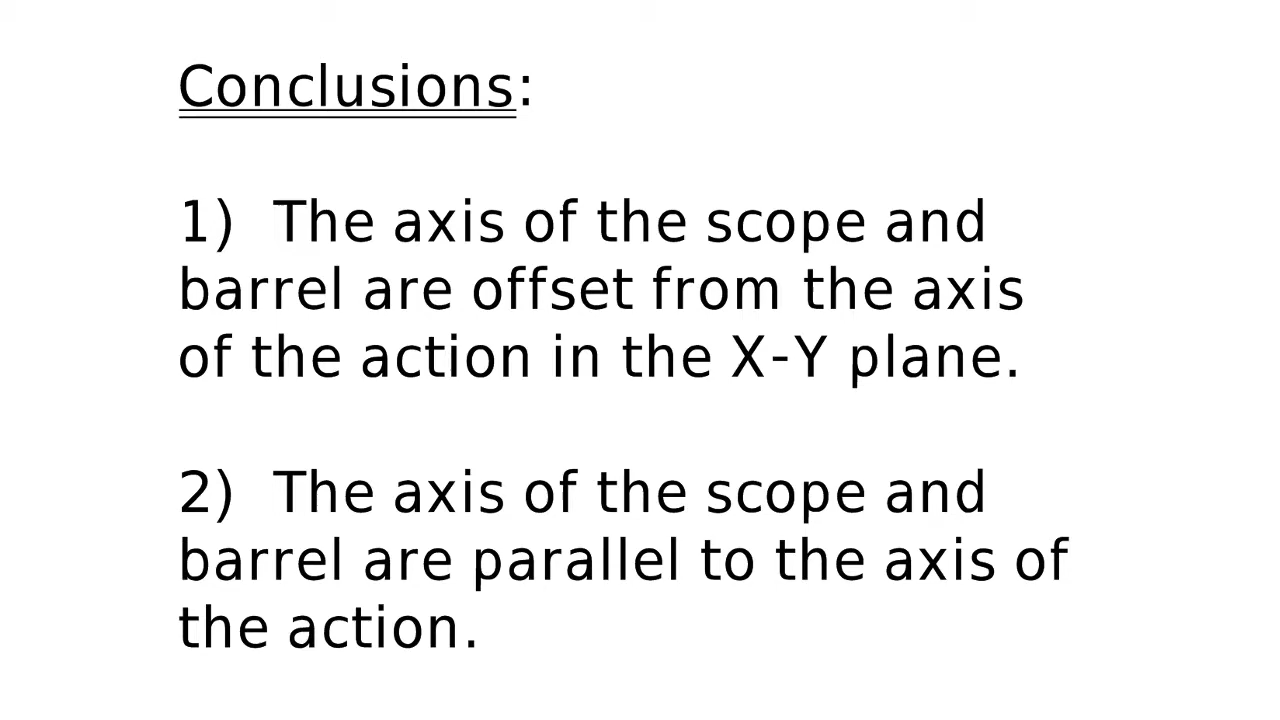 Conclusions:
1)  The axis of the scope and
barrel are offset from the axis
of the action in the X-Y plane.
2)  The axis of the scope and
barrel are parallel to the axis of
the action.